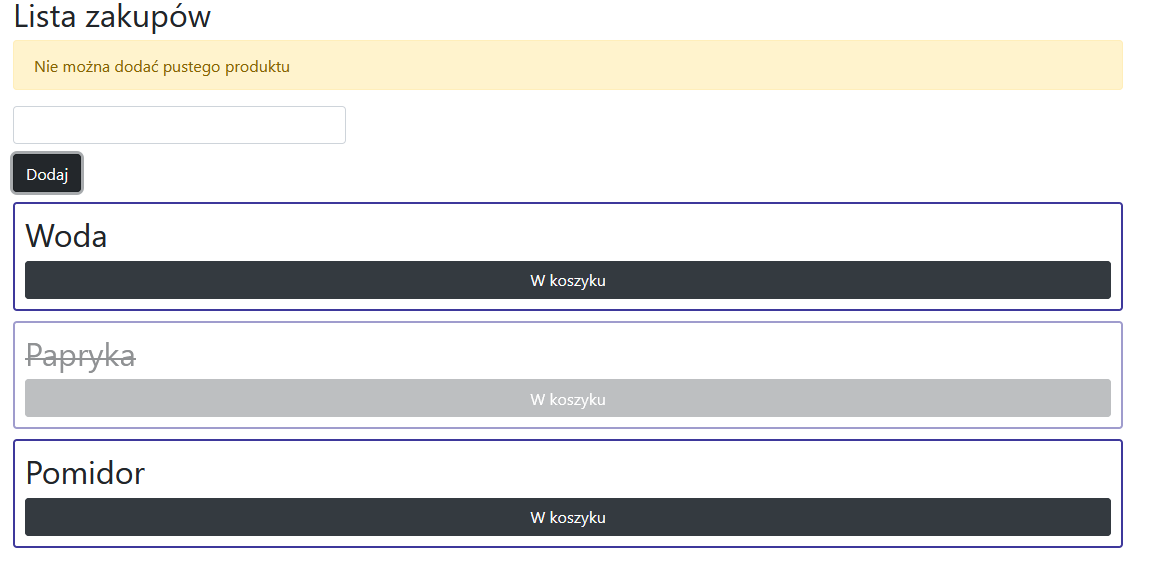 Lista zakupów
Nie można dodać pustego produktu
Dodaj
Woda
W koszyku
Papryka
W koszyku
Pomidor
W koszyku